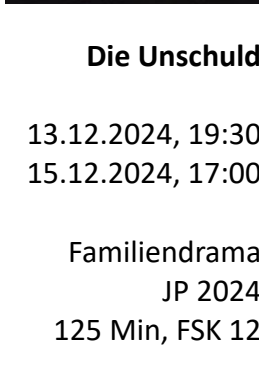 Die Unschuld
13.12.2024, 19:30
15.12.2024, 17:00
Familiendrama
JP 2024
125 Min, FSK 12